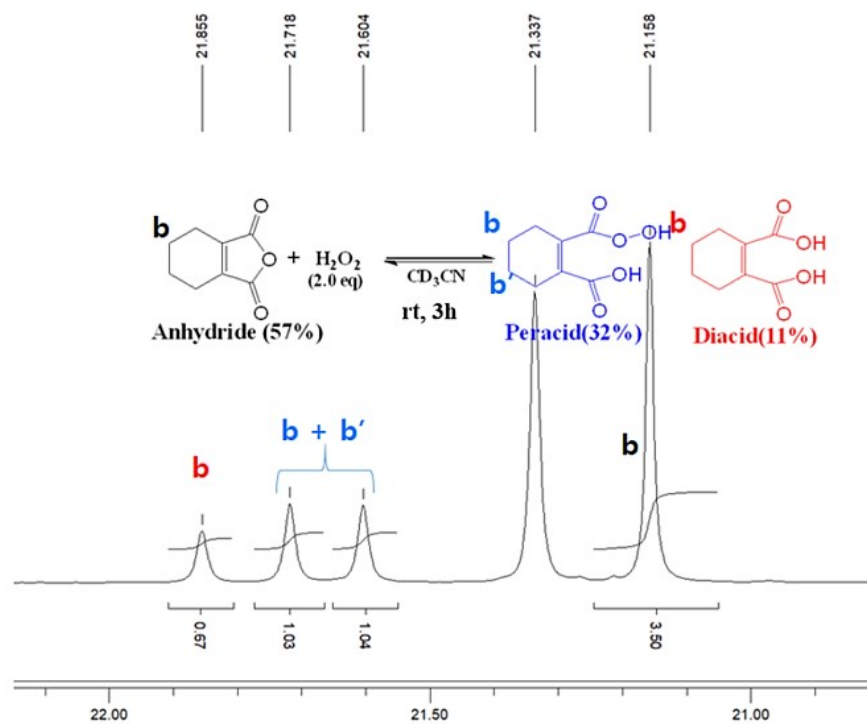 21.855
21.718
21.604
21.337
21.158
b
O
O
O
+
H₂O₂
(2.0 eq)
CD₃CN
rt, 3h
Anhydride (57%)
b
b'
O
O
OH
OH
O
Peracid(32%)
b
O
OH
OH
O
Diacid(11%)
b
b + b'
b
0.67
1.03
1.04
3.50
22.00
21.50
21.00